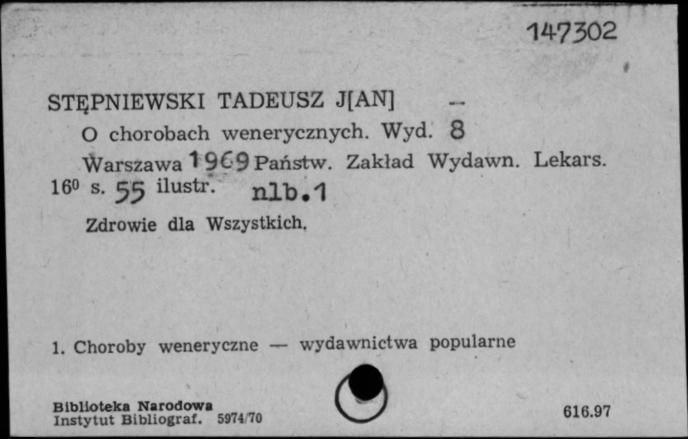 147302
STĘPNIEWSKI TADEUSZ J[AN] —
O chorobach wenerycznych. Wyd. 8
Warszawa 1969 Państw. Zakład Wydawn. Lekars.
16⁰ s. 55 ilustr. nlb.1
Zdrowie dla Wszystkich.
1. Choroby weneryczne — wydawnictwa popularne
Biblioteka Narodowa
Instytut Bibliograf. 5974/70
616.97